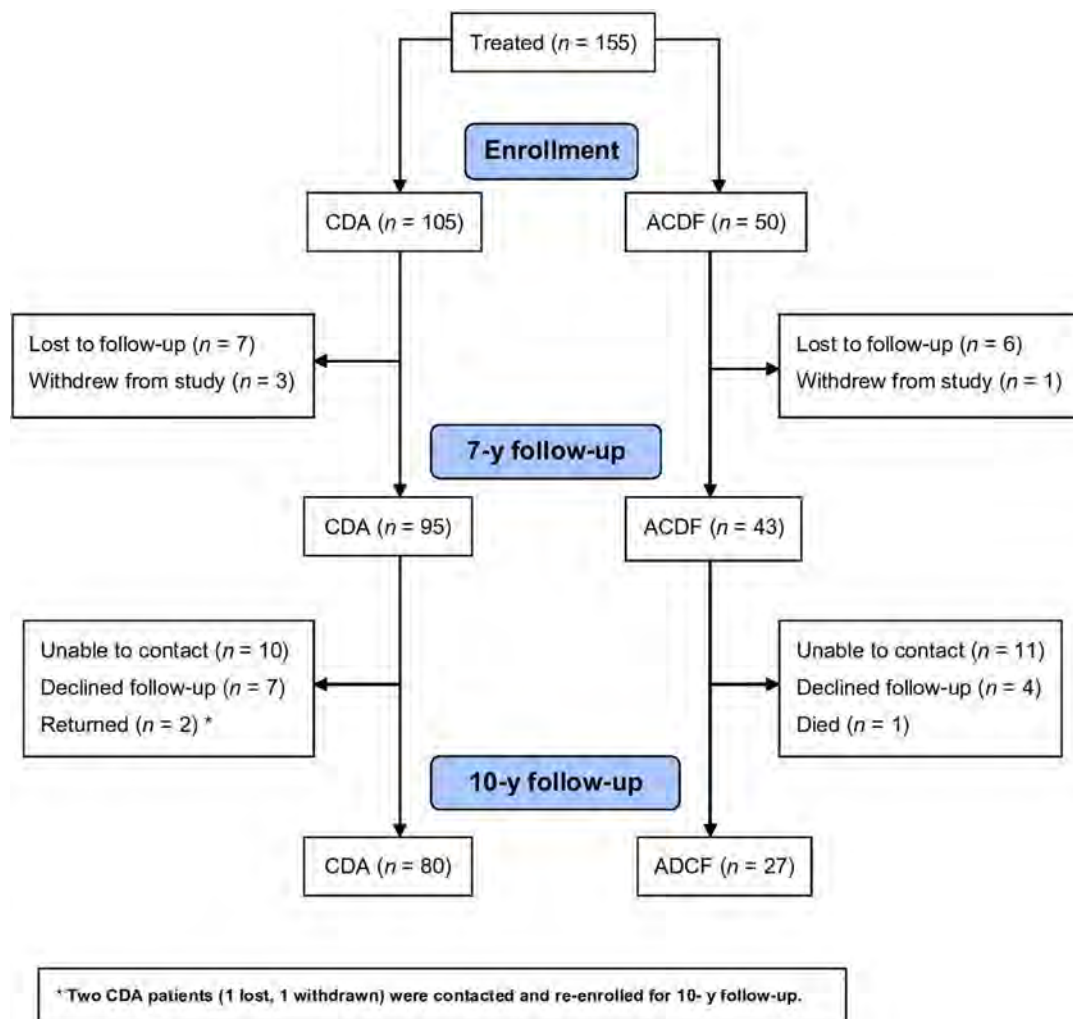 Treated (n = 155)
Enrollment
CDA (n = 105)
ACDF (n = 50)
Lost to follow-up (n = 7)
Withdrew from study (n = 3)
Lost to follow-up (n = 6)
Withdrew from study (n = 1)
7-y follow-up
CDA (n = 95)
ACDF (n = 43)
Unable to contact (n = 10)
Declined follow-up (n = 7)
Returned (n = 2) *
Unable to contact (n = 11)
Declined follow-up (n = 4)
Died (n = 1)
10-y follow-up
CDA (n = 80)
ADCF (n = 27)
* Two CDA patients (1 lost, 1 withdrawn) were contacted and re-enrolled for 10- y follow-up.